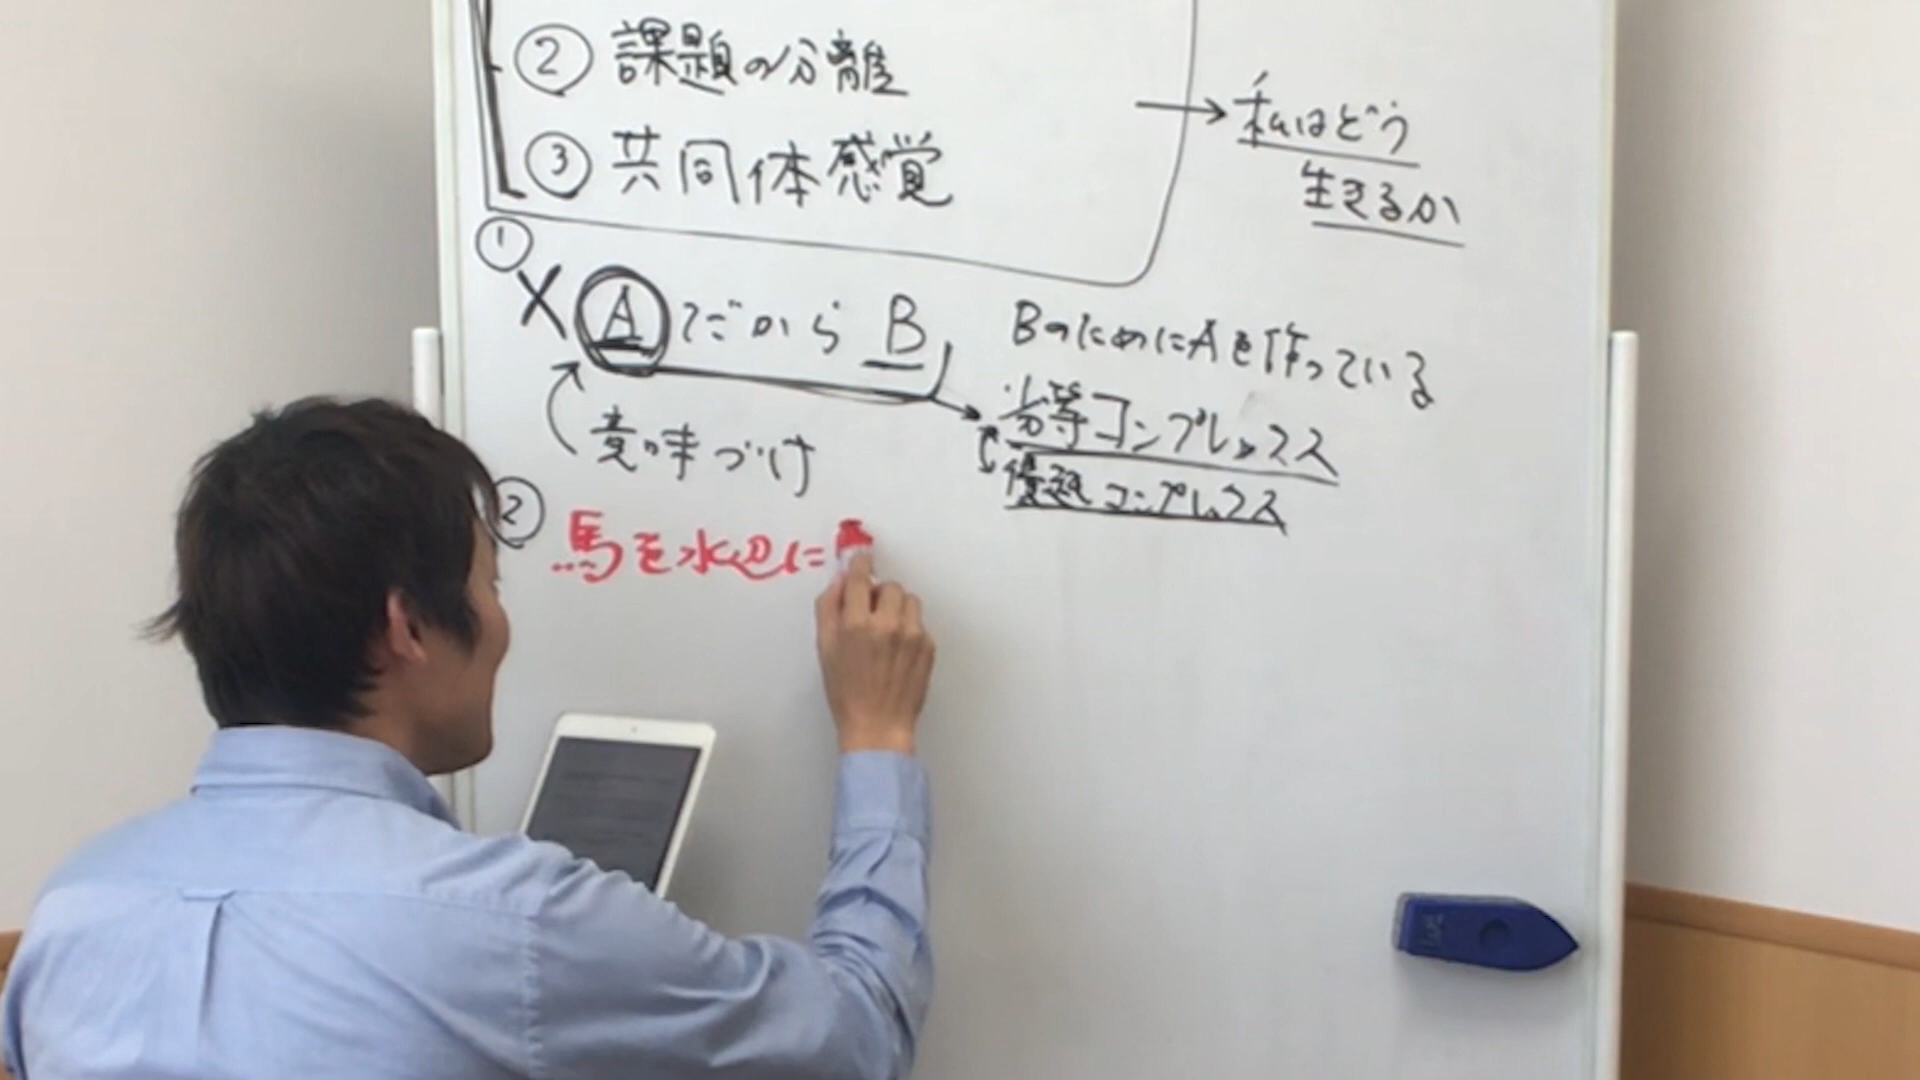 ② 課題の分離
③ 共同体感覚
→ 私はどう
生きるか
①
X A だから B
意味づけ
BのためにAを作っている
劣等コンプレックス
優越コンプレックス
② 馬を水辺に